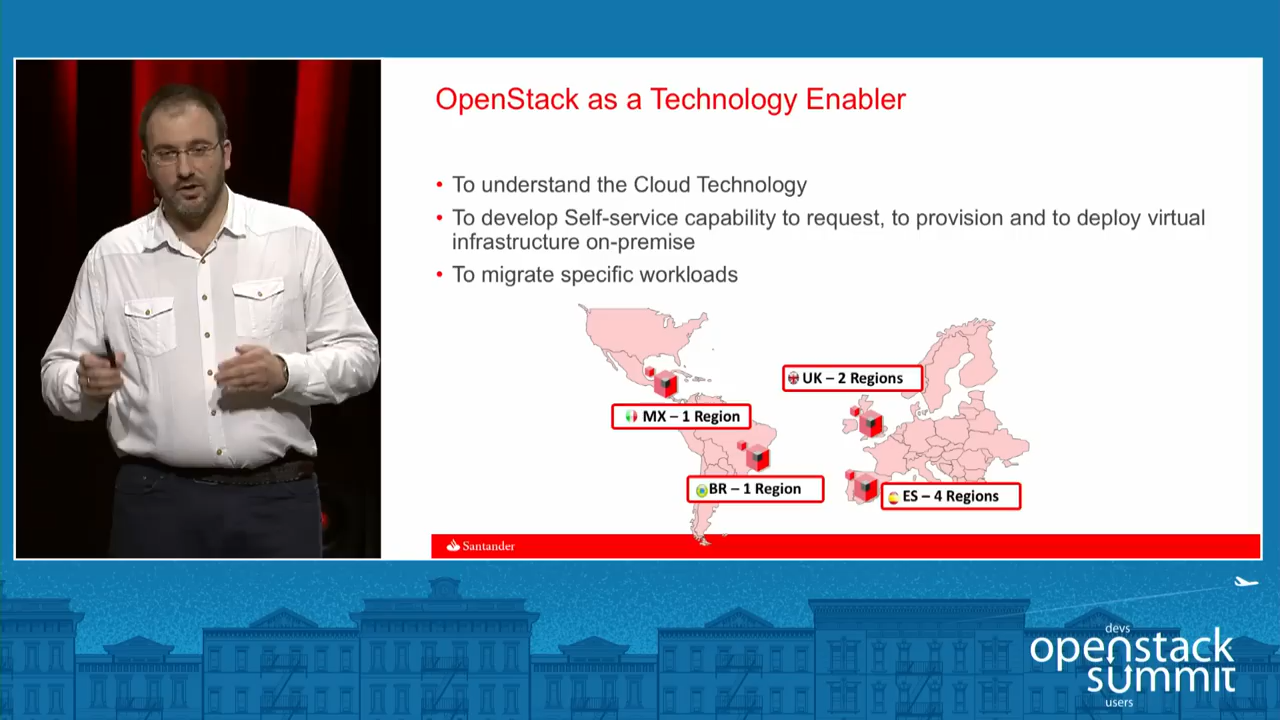 OpenStack as a Technology Enabler
• To understand the Cloud Technology
• To develop Self-service capability to request, to provision and to deploy virtual
infrastructure on-premise
• To migrate specific workloads
UK – 2 Regions
MX – 1 Region
BR – 1 Region
ES – 4 Regions
Santander
devs
openstack
summit
users